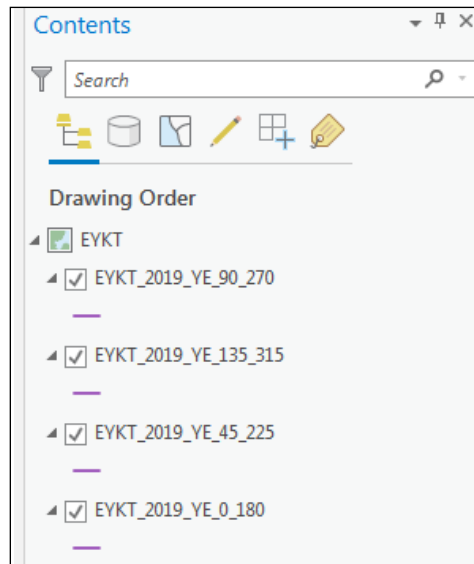 Contents
Search
Drawing Order
EYKT
EYKT_2019_YE_90_270
EYKT_2019_YE_135_315
EYKT_2019_YE_45_225
EYKT_2019_YE_0_180